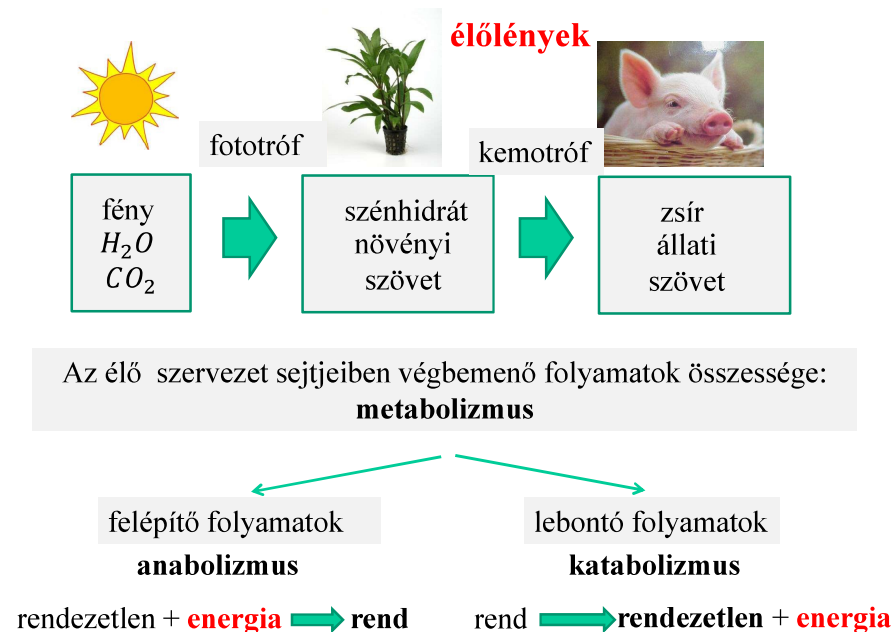 élőlények
fototróf
kemotróf
fény
H₂O
CO₂
szénhidrát
növényi
szövet
zsír
állati
szövet
Az élő szervezet sejtjeiben végbemenő folyamatok összessége:
metabolizmus
felépítő folyamatok
anabolizmus
rendezetlen + energia rend
lebontó folyamatok
katabolizmus
rend rendezetlen + energia